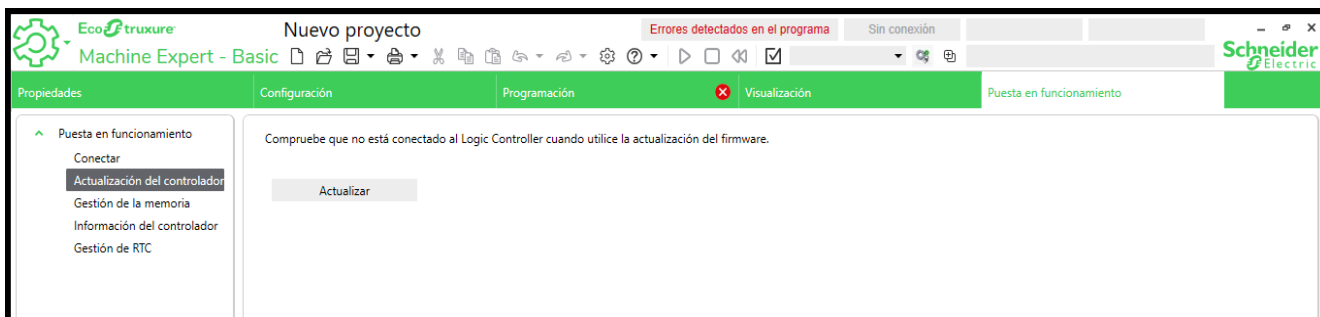 EcoStruxure
Machine Expert - Basic
Nuevo proyecto
Errores detectados en el programa
Sin conexión
Schneider
Electric
Propiedades
Configuración
Programación
Visualización
Puesta en funcionamiento
Puesta en funcionamiento
Conectar
Actualización del controlador
Gestión de la memoria
Información del controlador
Gestión de RTC
Compruebe que no está conectado al Logic Controller cuando utilice la actualización del firmware.
Actualizar